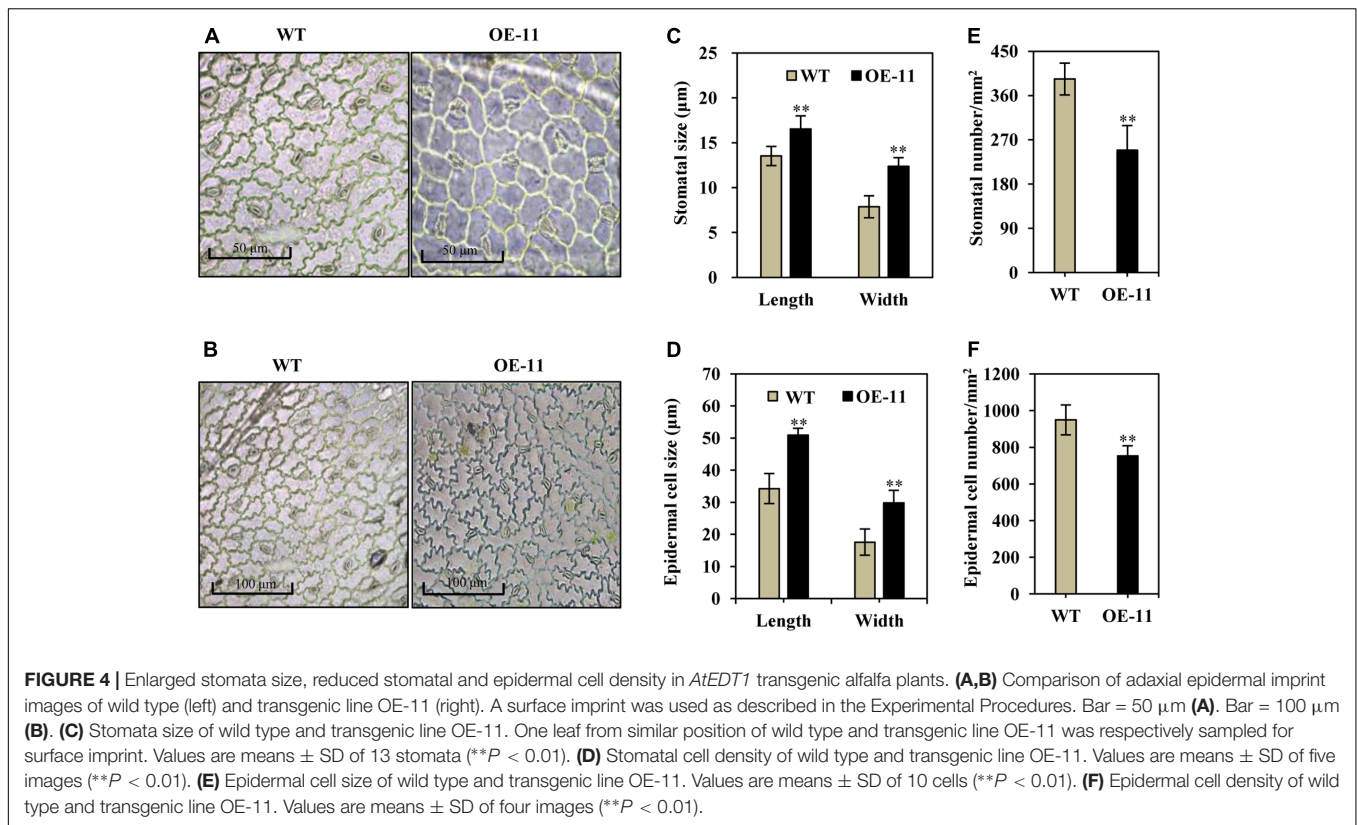 A
WT
OE-11
50 μm
50 μm
B
WT
OE-11
100 μm
100 μm
C
Stomatal size (μm)
25
20
15
10
5
0
WT
OE-11
**
**
Length
Width
D
Epidermal cell size (μm)
70
60
50
40
30
20
10
0
WT
OE-11
**
**
Length
Width
E
Stomatal number/mm²
450
360
270
180
90
0
**
WT
OE-11
F
Epidermal cell number/mm²
1200
1000
800
600
400
200
0
**
WT
OE-11
FIGURE 4 | Enlarged stomata size, reduced stomatal and epidermal cell density in AtEDT1 transgenic alfalfa plants. (A,B) Comparison of adaxial epidermal imprint
images of wild type (left) and transgenic line OE-11 (right). A surface imprint was used as described in the Experimental Procedures. Bar = 50 μm (A). Bar = 100 μm
(B). (C) Stomata size of wild type and transgenic line OE-11. One leaf from similar position of wild type and transgenic line OE-11 was respectively sampled for
surface imprint. Values are means ± SD of 13 stomata (**P < 0.01). (D) Stomatal cell density of wild type and transgenic line OE-11. Values are means ± SD of five
images (**P < 0.01). (E) Epidermal cell size of wild type and transgenic line OE-11. Values are means ± SD of 10 cells (**P < 0.01). (F) Epidermal cell density of wild
type and transgenic line OE-11. Values are means ± SD of four images (**P < 0.01).